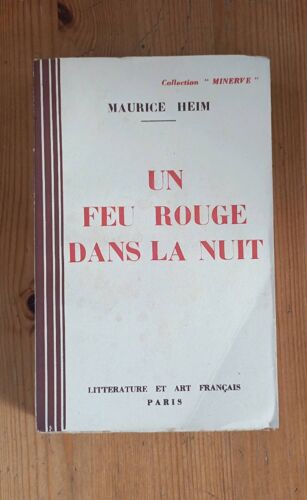 Collection " MINERVE "
MAURICE HEIM
UN
FEU ROUGE
DANS LA NUIT
LITTERATURE ET ART FRANÇAIS
PARIS